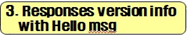 3. Responses version info
with Hello msg